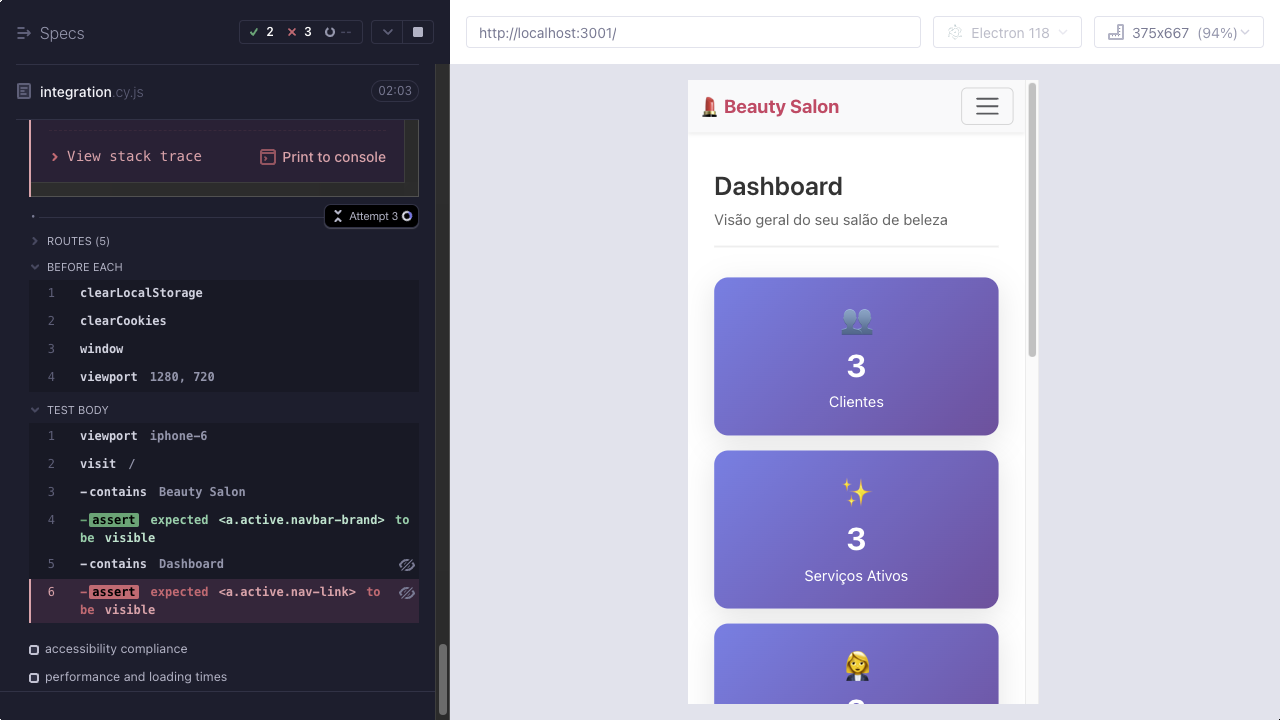 Specs
2
3
--
http://localhost:3001/
Electron 118
375x667 (94%)
integration.cy.js
02:03
View stack trace
Print to console
Attempt 3
ROUTES (5)
BEFORE EACH
1 clearLocalStorage
2 clearCookies
3 window
4 viewport 1280, 720
TEST BODY
1 viewport iphone-6
2 visit /
3 -contains Beauty Salon
4 -assert expected <a.active.navbar-brand> to
be visible
5 -contains Dashboard
6 -assert expected <a.active.nav-link> to
be visible
accessibility compliance
performance and loading times
Beauty Salon
Dashboard
Visão geral do seu salão de beleza
3
Clientes
3
Serviços Ativos